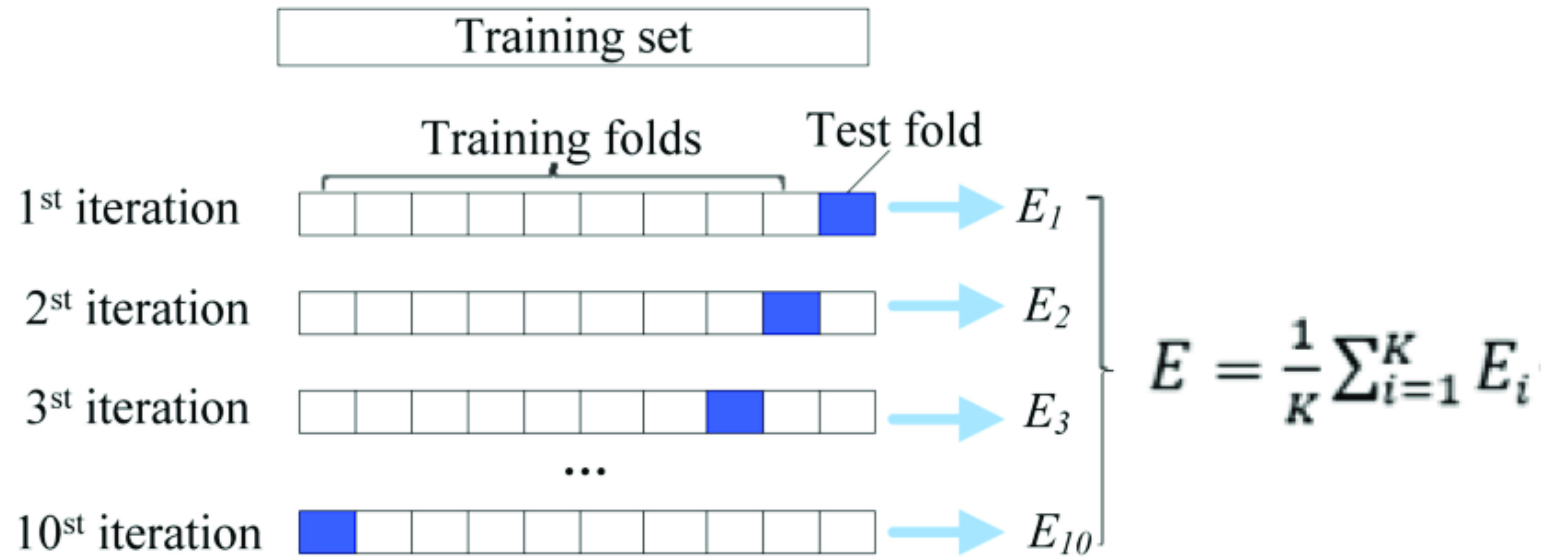 Training set
Training folds
Test fold
1st iteration
E1
2st iteration
E2
3st iteration
E3
...
10st iteration
E10
E = 1/K ∑_{i=1}^{K} E_i